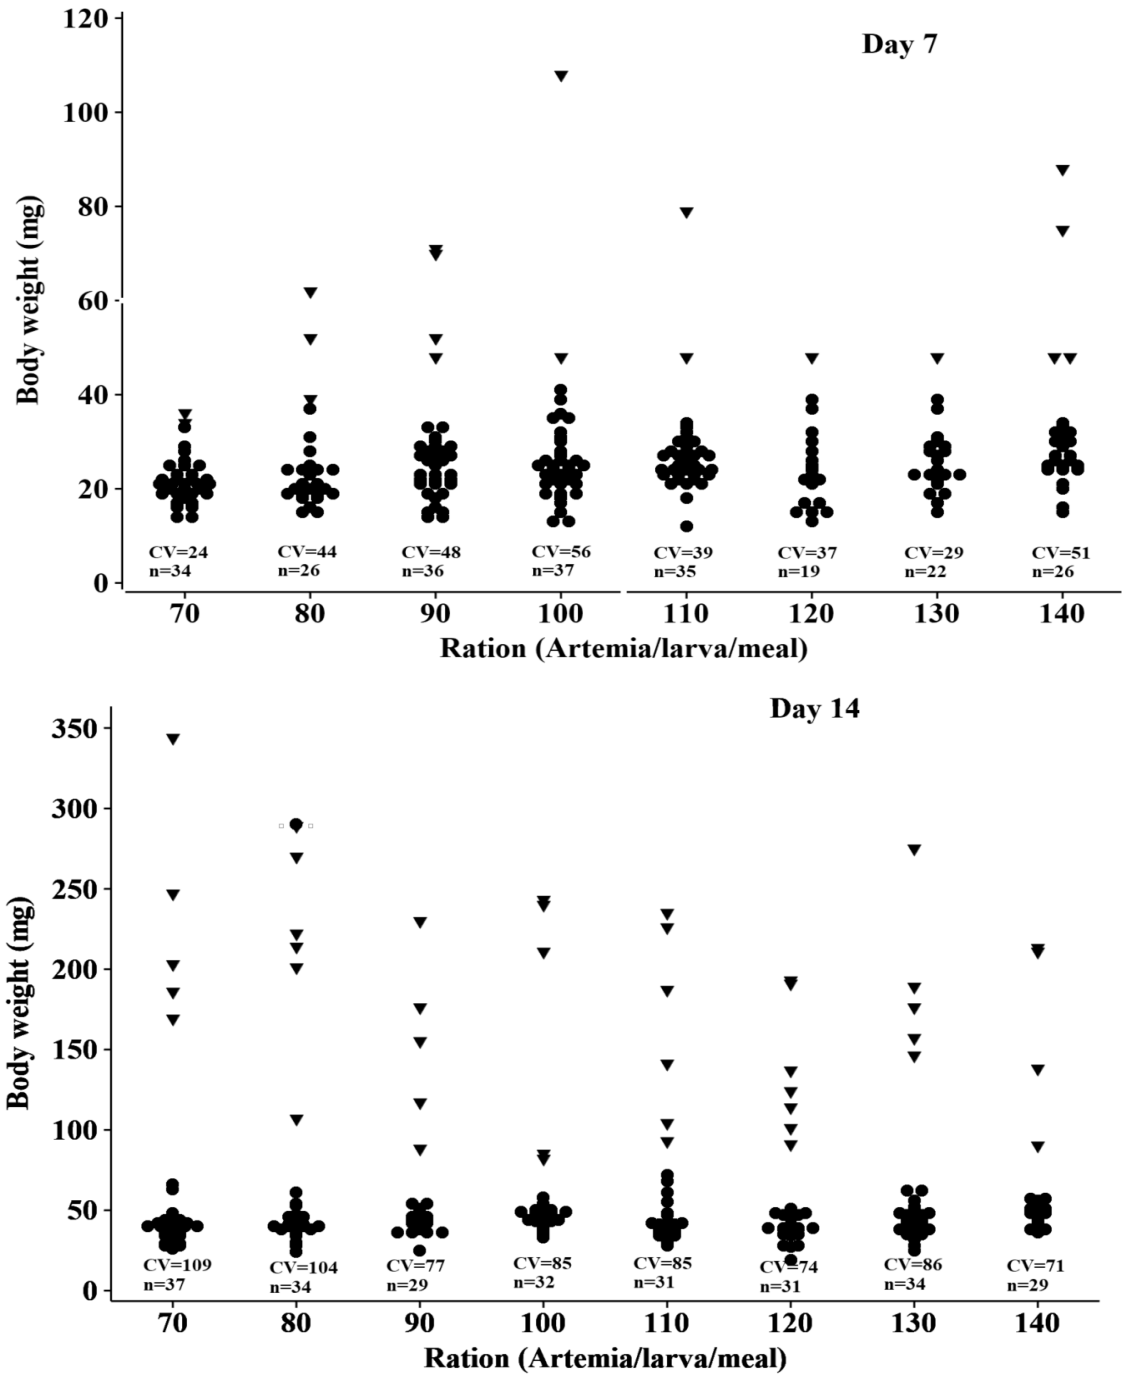 120
Day 7
100
80
60
40
20
0
Body weight (mg)
CV=24 CV=44 CV=48 CV=56 CV=39 CV=37 CV=29 CV=51
n=34 n=26 n=36 n=37 n=35 n=19 n=22 n=26
70 80 90 100 110 120 130 140
Ration (Artemia/larva/meal)
Day 14
350
300
250
200
150
100
50
0
Body weight (mg)
CV=109 CV=104 CV=77 CV=85 CV=85 CV=74 CV=86 CV=71
n=37 n=34 n=29 n=32 n=31 n=31 n=34 n=29
70 80 90 100 110 120 130 140
Ration (Artemia/larva/meal)